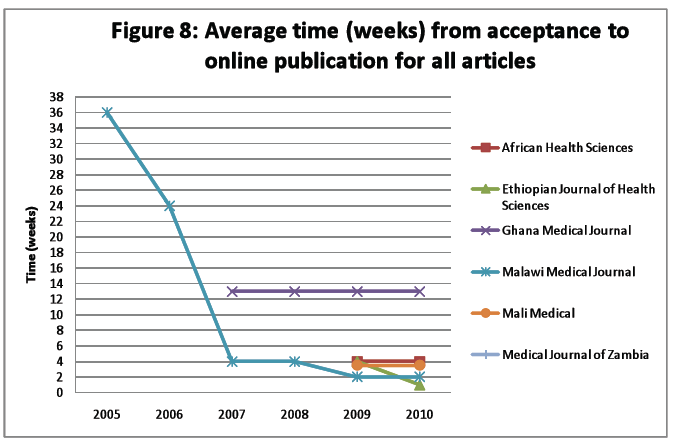 Figure 8: Average time (weeks) from acceptance to
online publication for all articles
Time (weeks)
38
36
34
32
30
28
26
24
22
20
18
16
14
12
10
8
6
4
2
0
2005 2006 2007 2008 2009 2010
African Health Sciences
Ethiopian Journal of Health
Sciences
Ghana Medical Journal
Malawi Medical Journal
Mali Medical
Medical Journal of Zambia